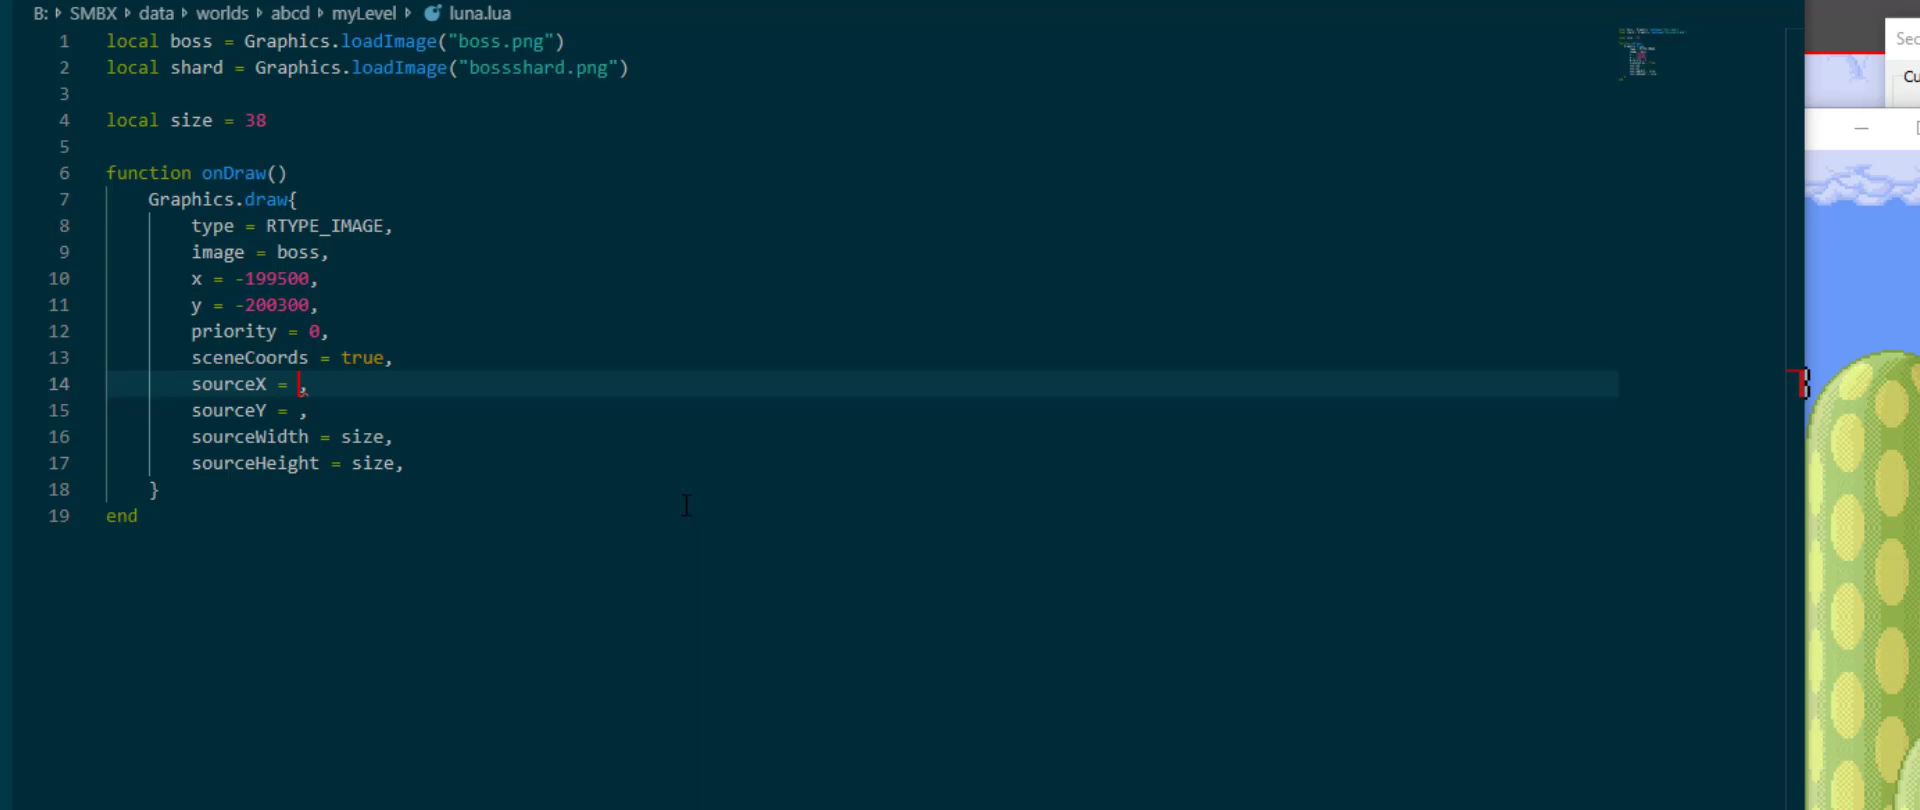 B: SMBX data worlds abcd myLevel luna.lua
1 local boss = Graphics.loadImage("boss.png")
2 local shard = Graphics.loadImage("bossshard.png")
3
4 local size = 38
5
6 function onDraw()
7 Graphics.draw{
8 type = RTYPE_IMAGE,
9 image = boss,
10 x = -199500,
11 y = -200300,
12 priority = 0,
13 sceneCoords = true,
14 sourceX = ,
15 sourceY = ,
16 sourceWidth = size,
17 sourceHeight = size,
18 }
19 end
Sec
Cu